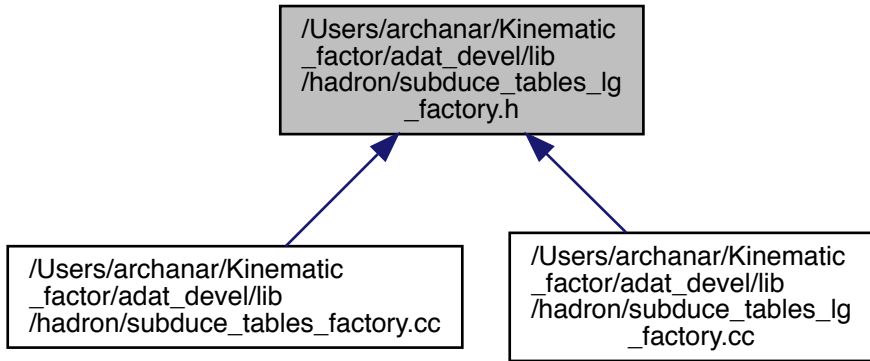 /Users/archanar/Kinematic
_factor/adat_devel/lib
/hadron/subduce_tables_lg
_factory.h
/Users/archanar/Kinematic
_factor/adat_devel/lib
/hadron/subduce_tables_factory.cc
/Users/archanar/Kinematic
_factor/adat_devel/lib
/hadron/subduce_tables_lg
_factory.cc